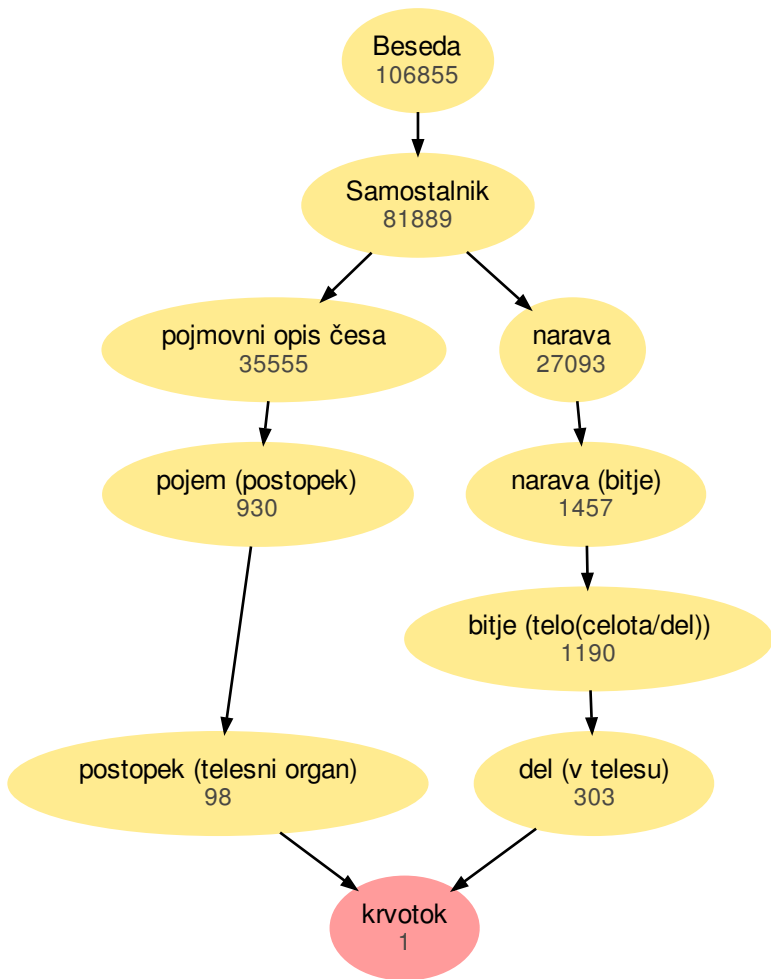 Beseda
106855
Samostalnik
81889
pojmovni opis česa
35555
narava
27093
pojem (postopek)
930
narava (bitje)
1457
bitje (telo(celota/del))
1190
postopek (telesni organ)
98
del (v telesu)
303
krvotok
1